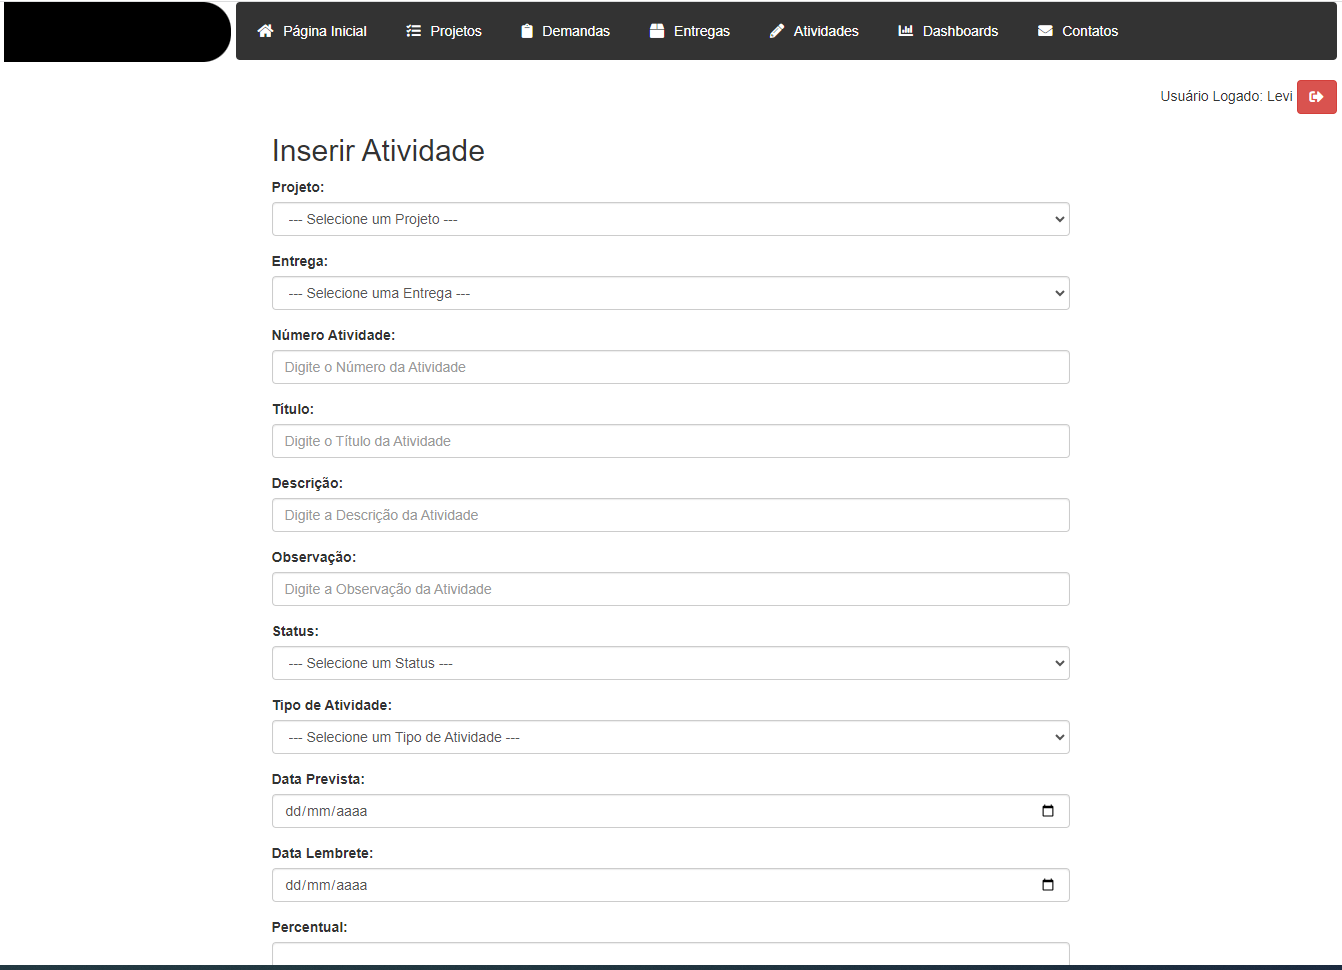 Página Inicial Projetos Demandas Entregas Atividades Dashboards Contatos
Usuário Logado: Levi
Inserir Atividade
Projeto:
--- Selecione um Projeto ---
Entrega:
--- Selecione uma Entrega ---
Número Atividade:
Digite o Número da Atividade
Título:
Digite o Título da Atividade
Descrição:
Digite a Descrição da Atividade
Observação:
Digite a Observação da Atividade
Status:
--- Selecione um Status ---
Tipo de Atividade:
--- Selecione um Tipo de Atividade ---
Data Prevista:
dd/mm/aaaa
Data Lembrete:
dd/mm/aaaa
Percentual: